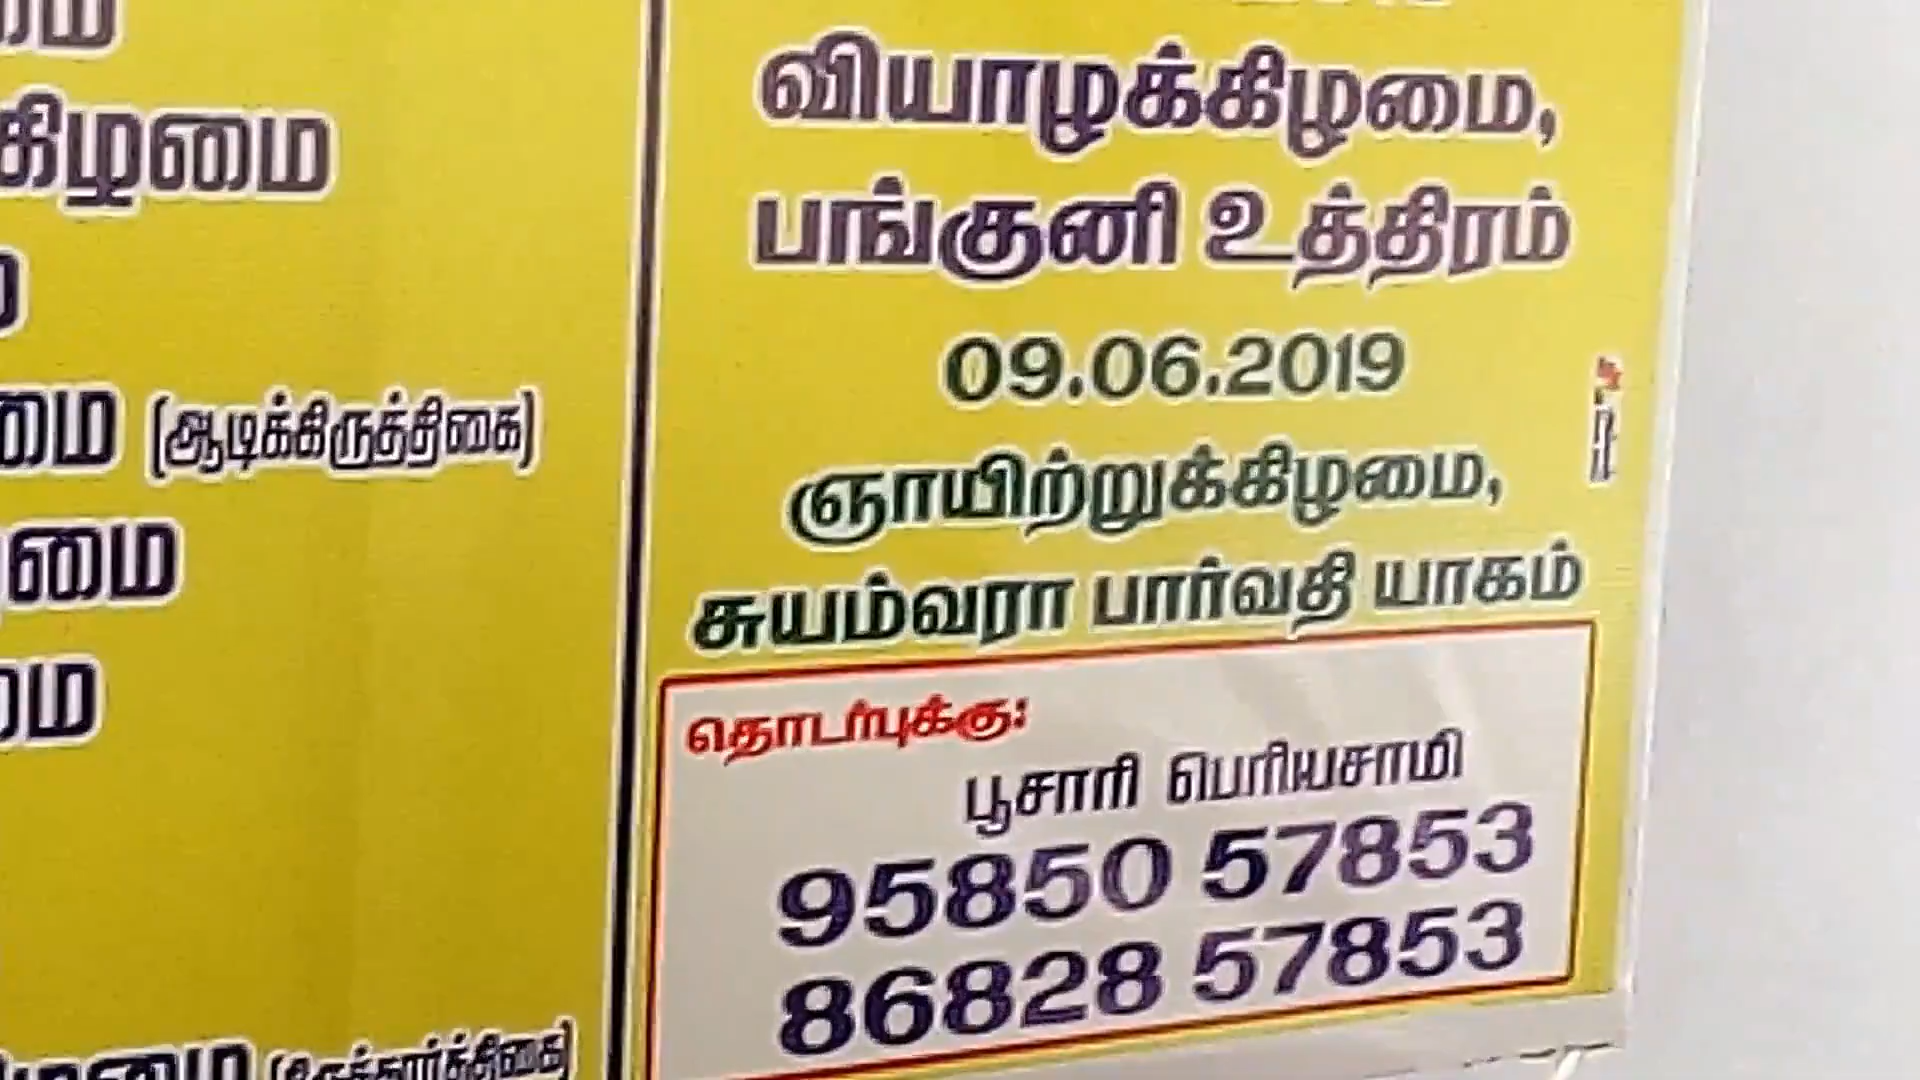 கிழமை
(ஆடிக்கிருத்திகை)
வியாழக்கிழமை,
பங்குனி உத்திரம்
09.06.2019
ஞாயிற்றுக்கிழமை,
சுயம்வரா பார்வதி யாகம்
தொடர்புக்கு:
பூசாரி பெரியசாமி
95850 57853
86828 57853